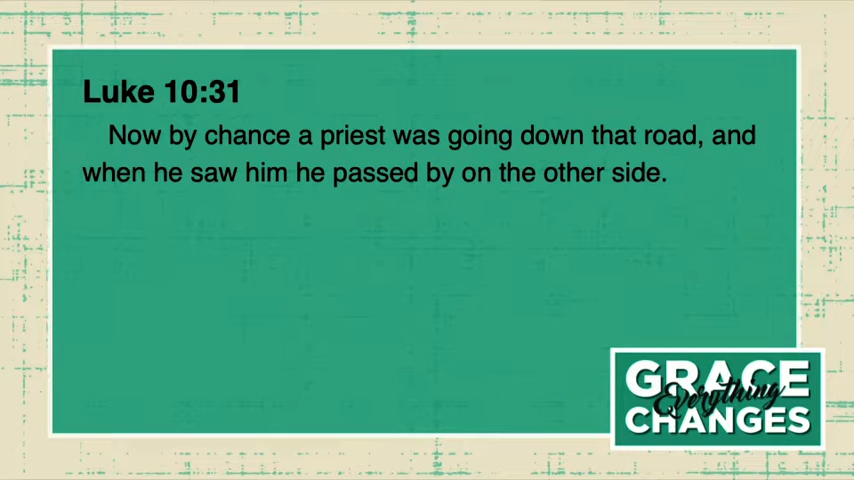 Luke 10:31
Now by chance a priest was going down that road, and
when he saw him he passed by on the other side.
GRACE
Everything
CHANGES